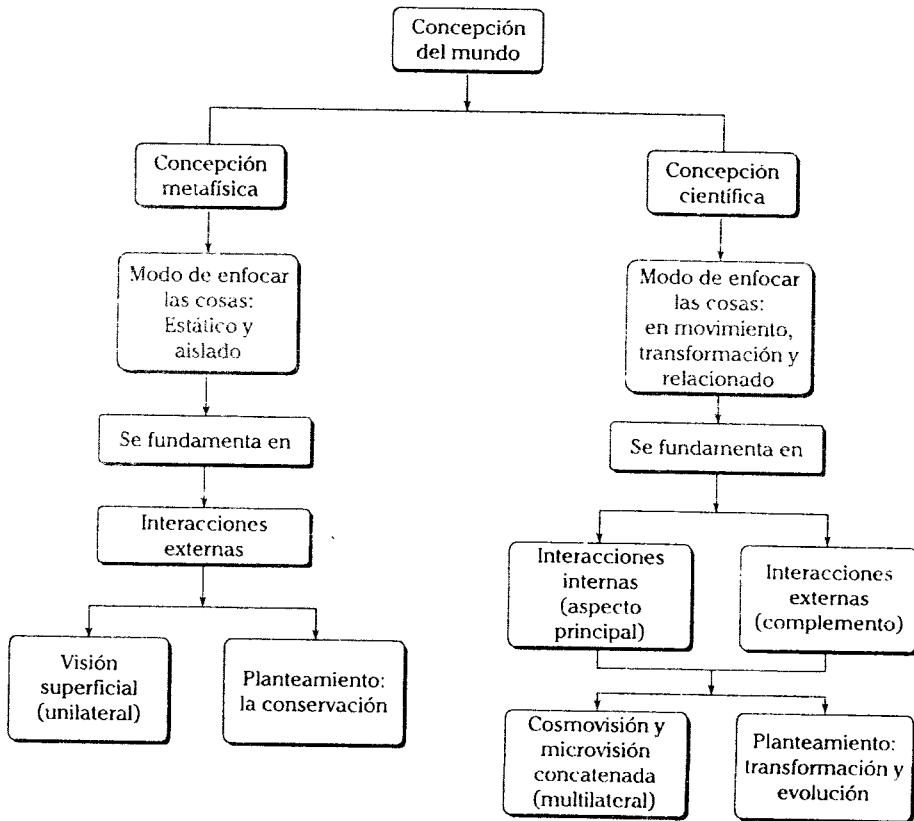 Concepción
del mundo
Concepción
metafísica
Modo de enfocar
las cosas:
Estático y
aislado
Se fundamenta en
Interacciones
externas
Visión
superficial
(unilateral)
Planteamiento:
la conservación
Concepción
científica
Modo de enfocar
las cosas:
en movimiento,
transformación y
relacionado
Se fundamenta en
Interacciones
internas
(aspecto
principal)
Interacciones
externas
(complemento)
Cosmovisión y
microvisión
concatenada
(multilateral)
Planteamiento:
transformación y
evolución